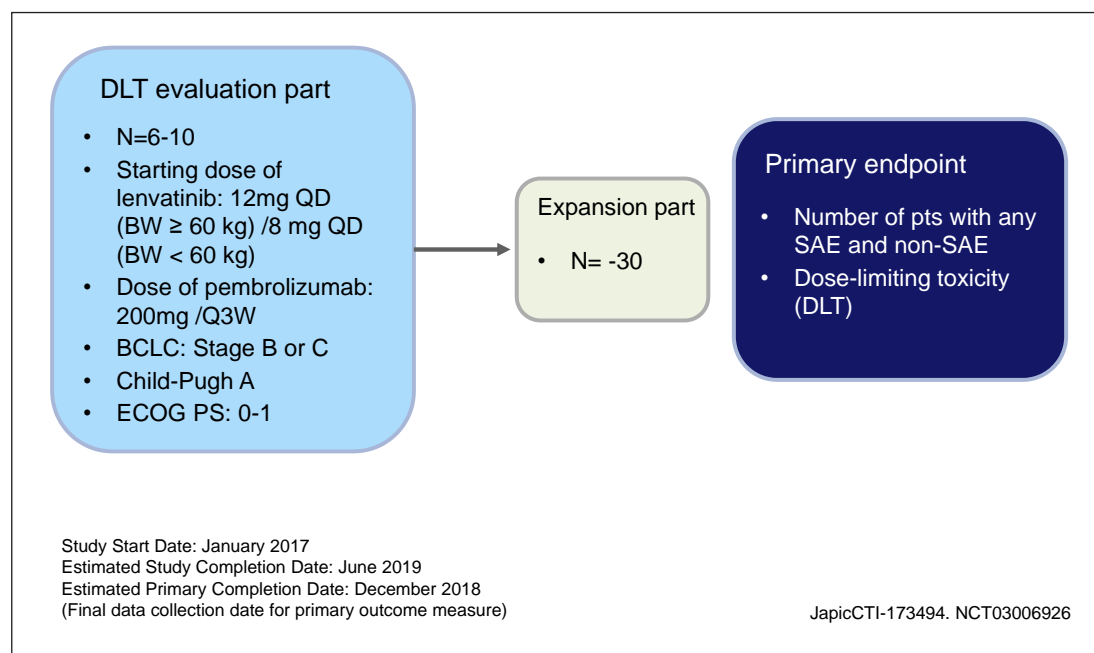 DLT evaluation part
• N=6-10
• Starting dose of
lenvatinib: 12mg QD
(BW ≥ 60 kg) /8 mg QD
(BW < 60 kg)
• Dose of pembrolizumab:
200mg /Q3W
• BCLC: Stage B or C
• Child-Pugh A
• ECOG PS: 0-1
Expansion part
• N= -30
Primary endpoint
• Number of pts with any
SAE and non-SAE
• Dose-limiting toxicity
(DLT)
Study Start Date: January 2017
Estimated Study Completion Date: June 2019
Estimated Primary Completion Date: December 2018
(Final data collection date for primary outcome measure)
JapicCTI-173494. NCT03006926